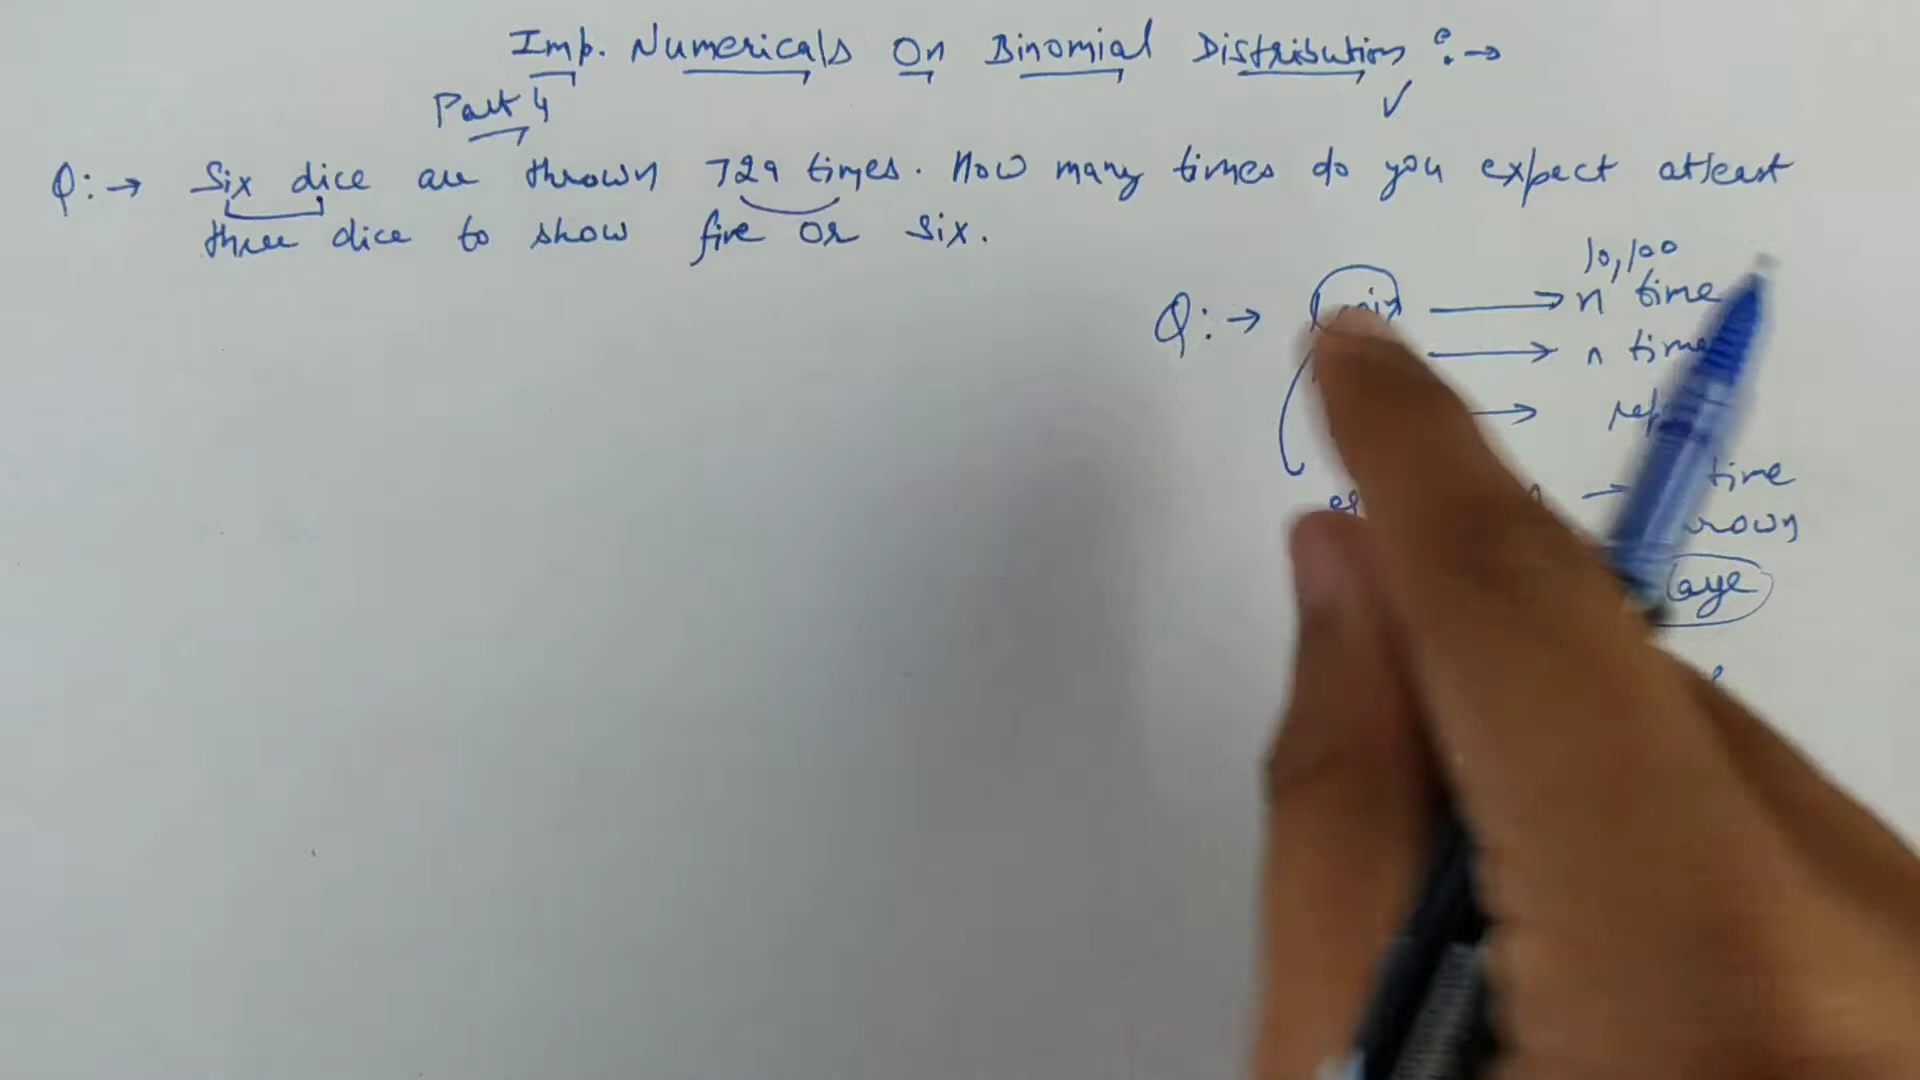 Imp. Numericals On Binomial Distribution :→
Part 4
Q:→ Six dice are thrown 729 times. How many times do you expect atleast
three dice to show five or six.
10,100
Q:→ → n time
→ n time
→
→ time
aye